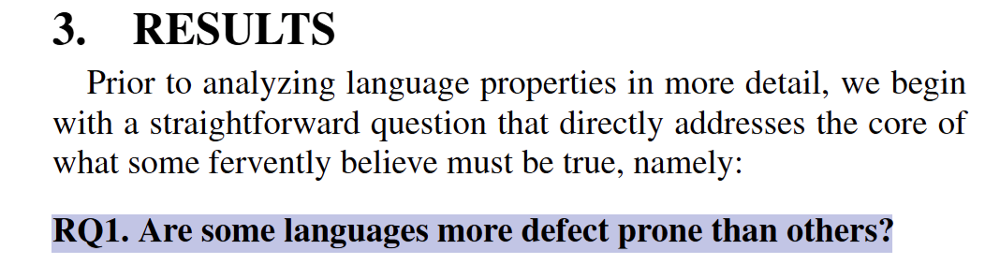 3. RESULTS
Prior to analyzing language properties in more detail, we begin
with a straightforward question that directly addresses the core of
what some fervently believe must be true, namely:
RQ1. Are some languages more defect prone than others?